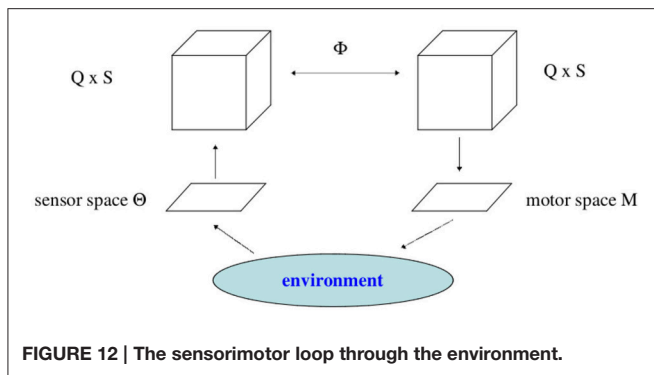 Φ
Q x S
Q x S
sensor space Θ
motor space M
environment
FIGURE 12 | The sensorimotor loop through the environment.